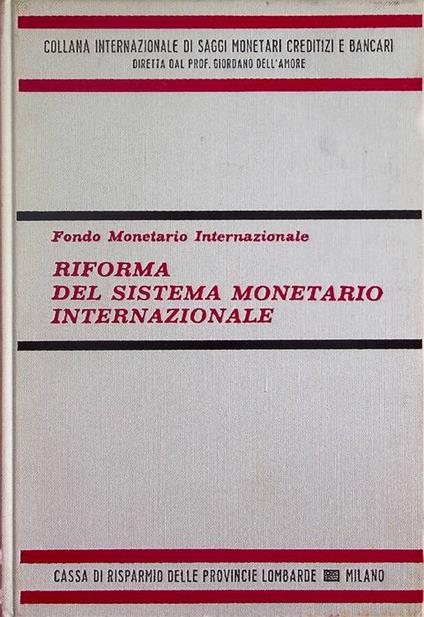 COLLANA INTERNAZIONALE DI SAGGI MONETARI CREDITIZI E BANCARI
DIRETTA DAL PROF. GIORDANO DELL'AMORE
Fondo Monetario Internazionale
RIFORMA
DEL SISTEMA MONETARIO
INTERNAZIONALE
CASSA DI RISPARMIO DELLE PROVINCIE LOMBARDE MILANO